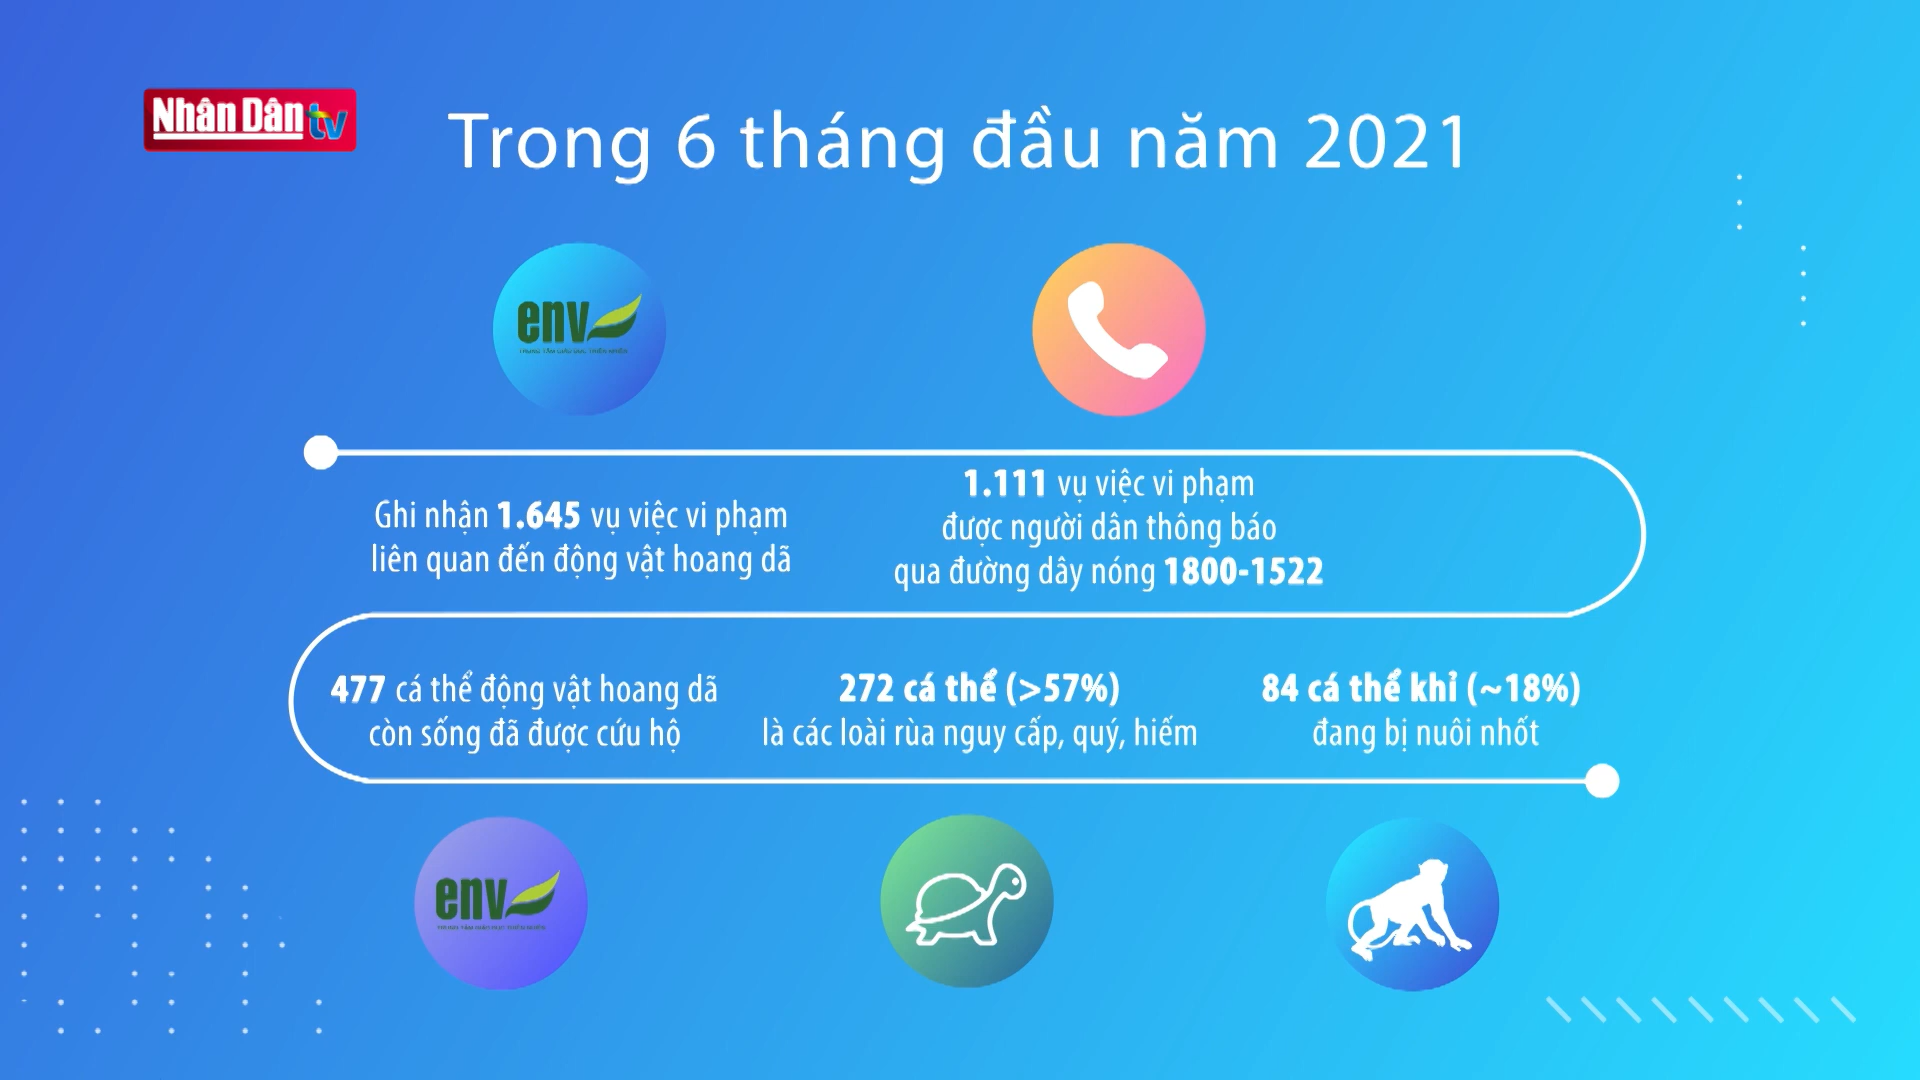 Nhân Dân tv
Trong 6 tháng đầu năm 2021
env
Ghi nhận 1.645 vụ việc vi phạm
liên quan đến động vật hoang dã
1.111 vụ việc vi phạm
được người dân thông báo
qua đường dây nóng 1800-1522
477 cá thể động vật hoang dã
còn sống đã được cứu hộ
272 cá thể (>57%)
là các loài rùa nguy cấp, quý, hiếm
84 cá thể khỉ (~18%)
đang bị nuôi nhốt
env